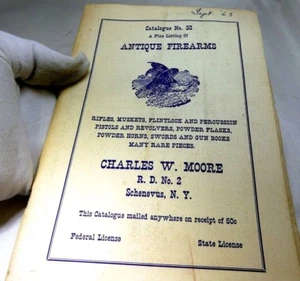 Sept '63
Catalogue No. 32
A Fine Listing Of
ANTIQUE FIREARMS
RIFLES, MUSKETS, FLINTLOCK AND PERCUSSION
PISTOLS AND REVOLVERS, POWDER FLASKS,
POWDER HORNS, SWORDS AND GUN BOOKS
MANY RARE PIECES.
CHARLES W. MOORE
R. D. No. 2
Schenevus, N. Y.
This Catalogue mailed anywhere on receipt of 50c
Federal License
State License